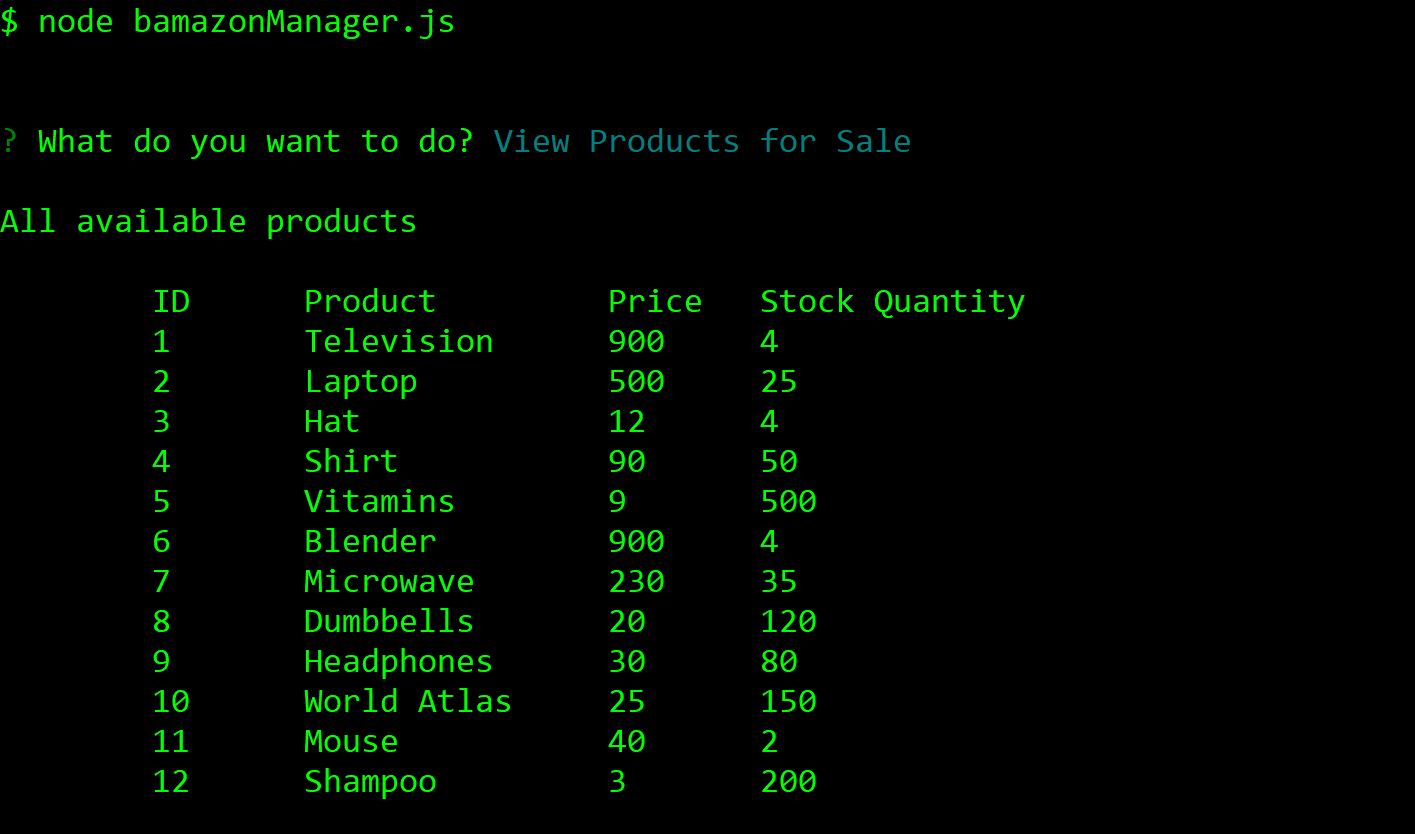 $ node bamazonManager.js
? What do you want to do? View Products for Sale
All available products
ID Product Price Stock Quantity
1 Television 900 4
2 Laptop 500 25
3 Hat 12 4
4 Shirt 90 50
5 Vitamins 9 500
6 Blender 900 4
7 Microwave 230 35
8 Dumbbells 20 120
9 Headphones 30 80
10 World Atlas 25 150
11 Mouse 40 2
12 Shampoo 3 200